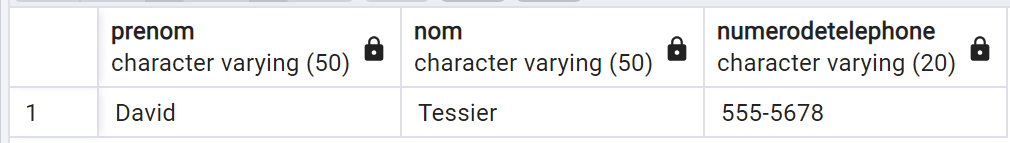 prenom nom numerodetelephone
character varying (50) character varying (50) character varying (20)
1 David Tessier 555-5678